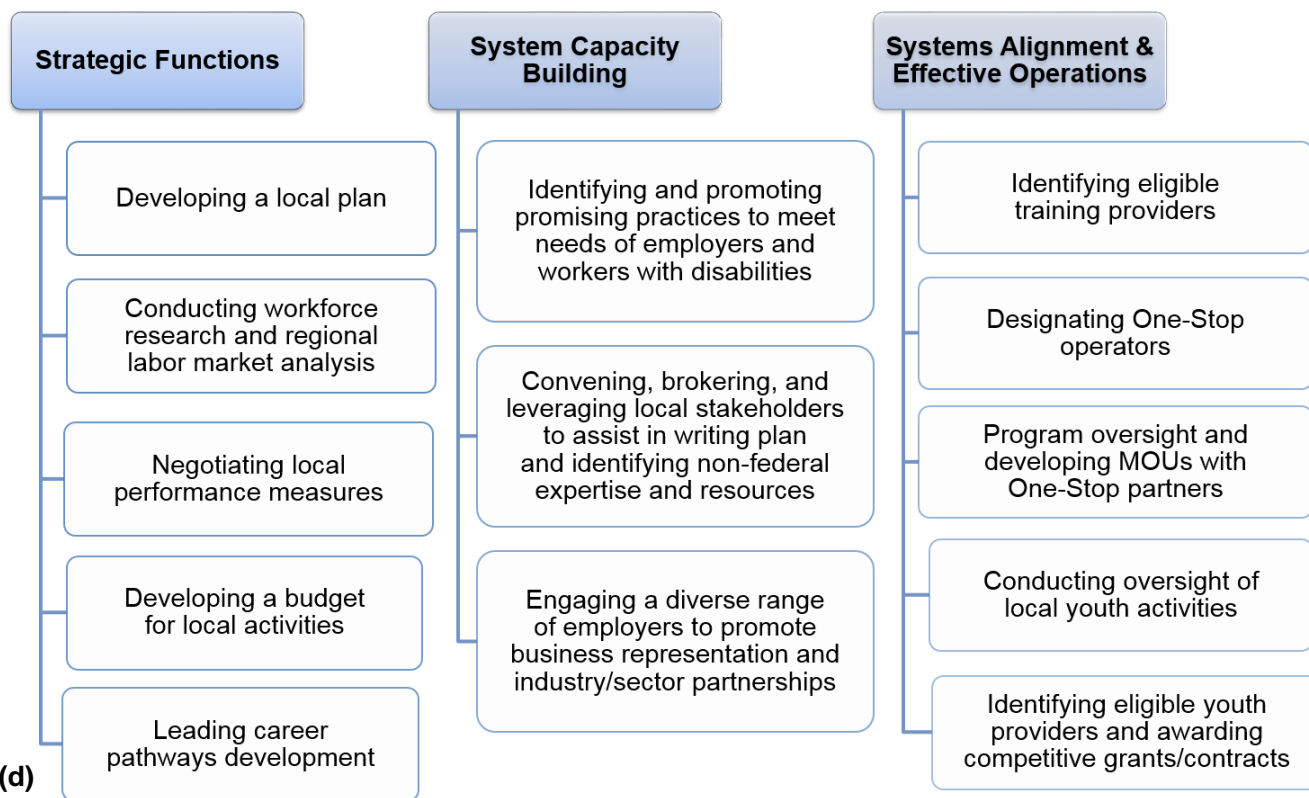 Strategic Functions
Developing a local plan
Conducting workforce
research and regional
labor market analysis
Negotiating local
performance measures
Developing a budget
for local activities
Leading career
pathways development
System Capacity
Building
Identifying and promoting
promising practices to meet
needs of employers and
workers with disabilities
Convening, brokering, and
leveraging local stakeholders
to assist in writing plan
and identifying non-federal
expertise and resources
Engaging a diverse range
of employers to promote
business representation and
industry/sector partnerships
Systems Alignment &
Effective Operations
Identifying eligible
training providers
Designating One-Stop
operators
Program oversight and
developing MOUs with
One-Stop partners
Conducting oversight of
local youth activities
Identifying eligible youth
providers and awarding
competitive grants/contracts
(d)